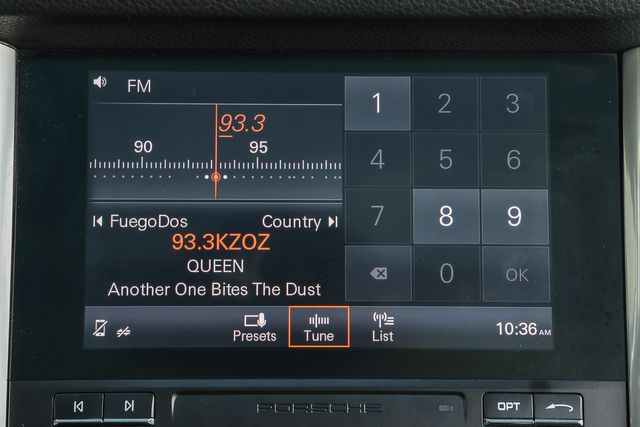 FM
93.3
90 95
FuegoDos Country
93.3KZOZ
QUEEN
Another One Bites The Dust
1 2 3
4 5 6
7 8 9
0 OK
Presets Tune List
10:36 AM
PORSCHE
OPT